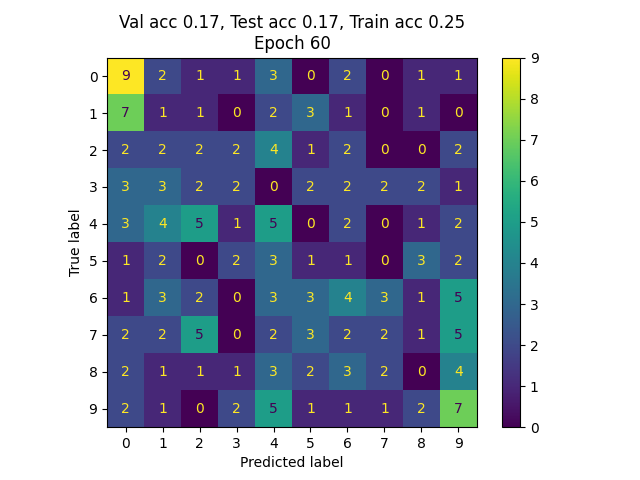 Val acc 0.17, Test acc 0.17, Train acc 0.25
Epoch 60
0 9 2 1 1 3 0 2 0 1 1 9
1 7 1 1 0 2 3 1 0 1 0 8
2 2 2 2 2 4 1 2 0 0 2 7
3 3 3 2 2 0 2 2 2 2 1 6
4 3 4 5 1 5 0 2 0 1 2 5
5 1 2 0 2 3 1 1 0 3 2 4
6 1 3 2 0 3 3 4 3 1 5 3
7 2 2 5 0 2 3 2 2 1 5 2
8 2 1 1 1 3 2 3 2 0 4 1
9 2 1 0 2 5 1 1 1 2 7 0
0 1 2 3 4 5 6 7 8 9
True label
Predicted label